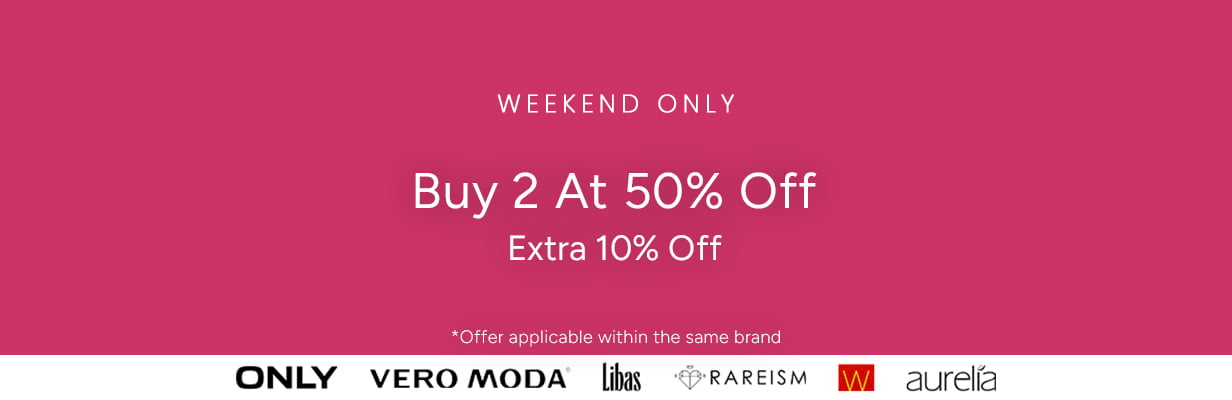 WEEKEND ONLY
Buy 2 At 50% Off
Extra 10% Off
*Offer applicable within the same brand
ONLY VERO MODA® Libas RAREISM W aurelia